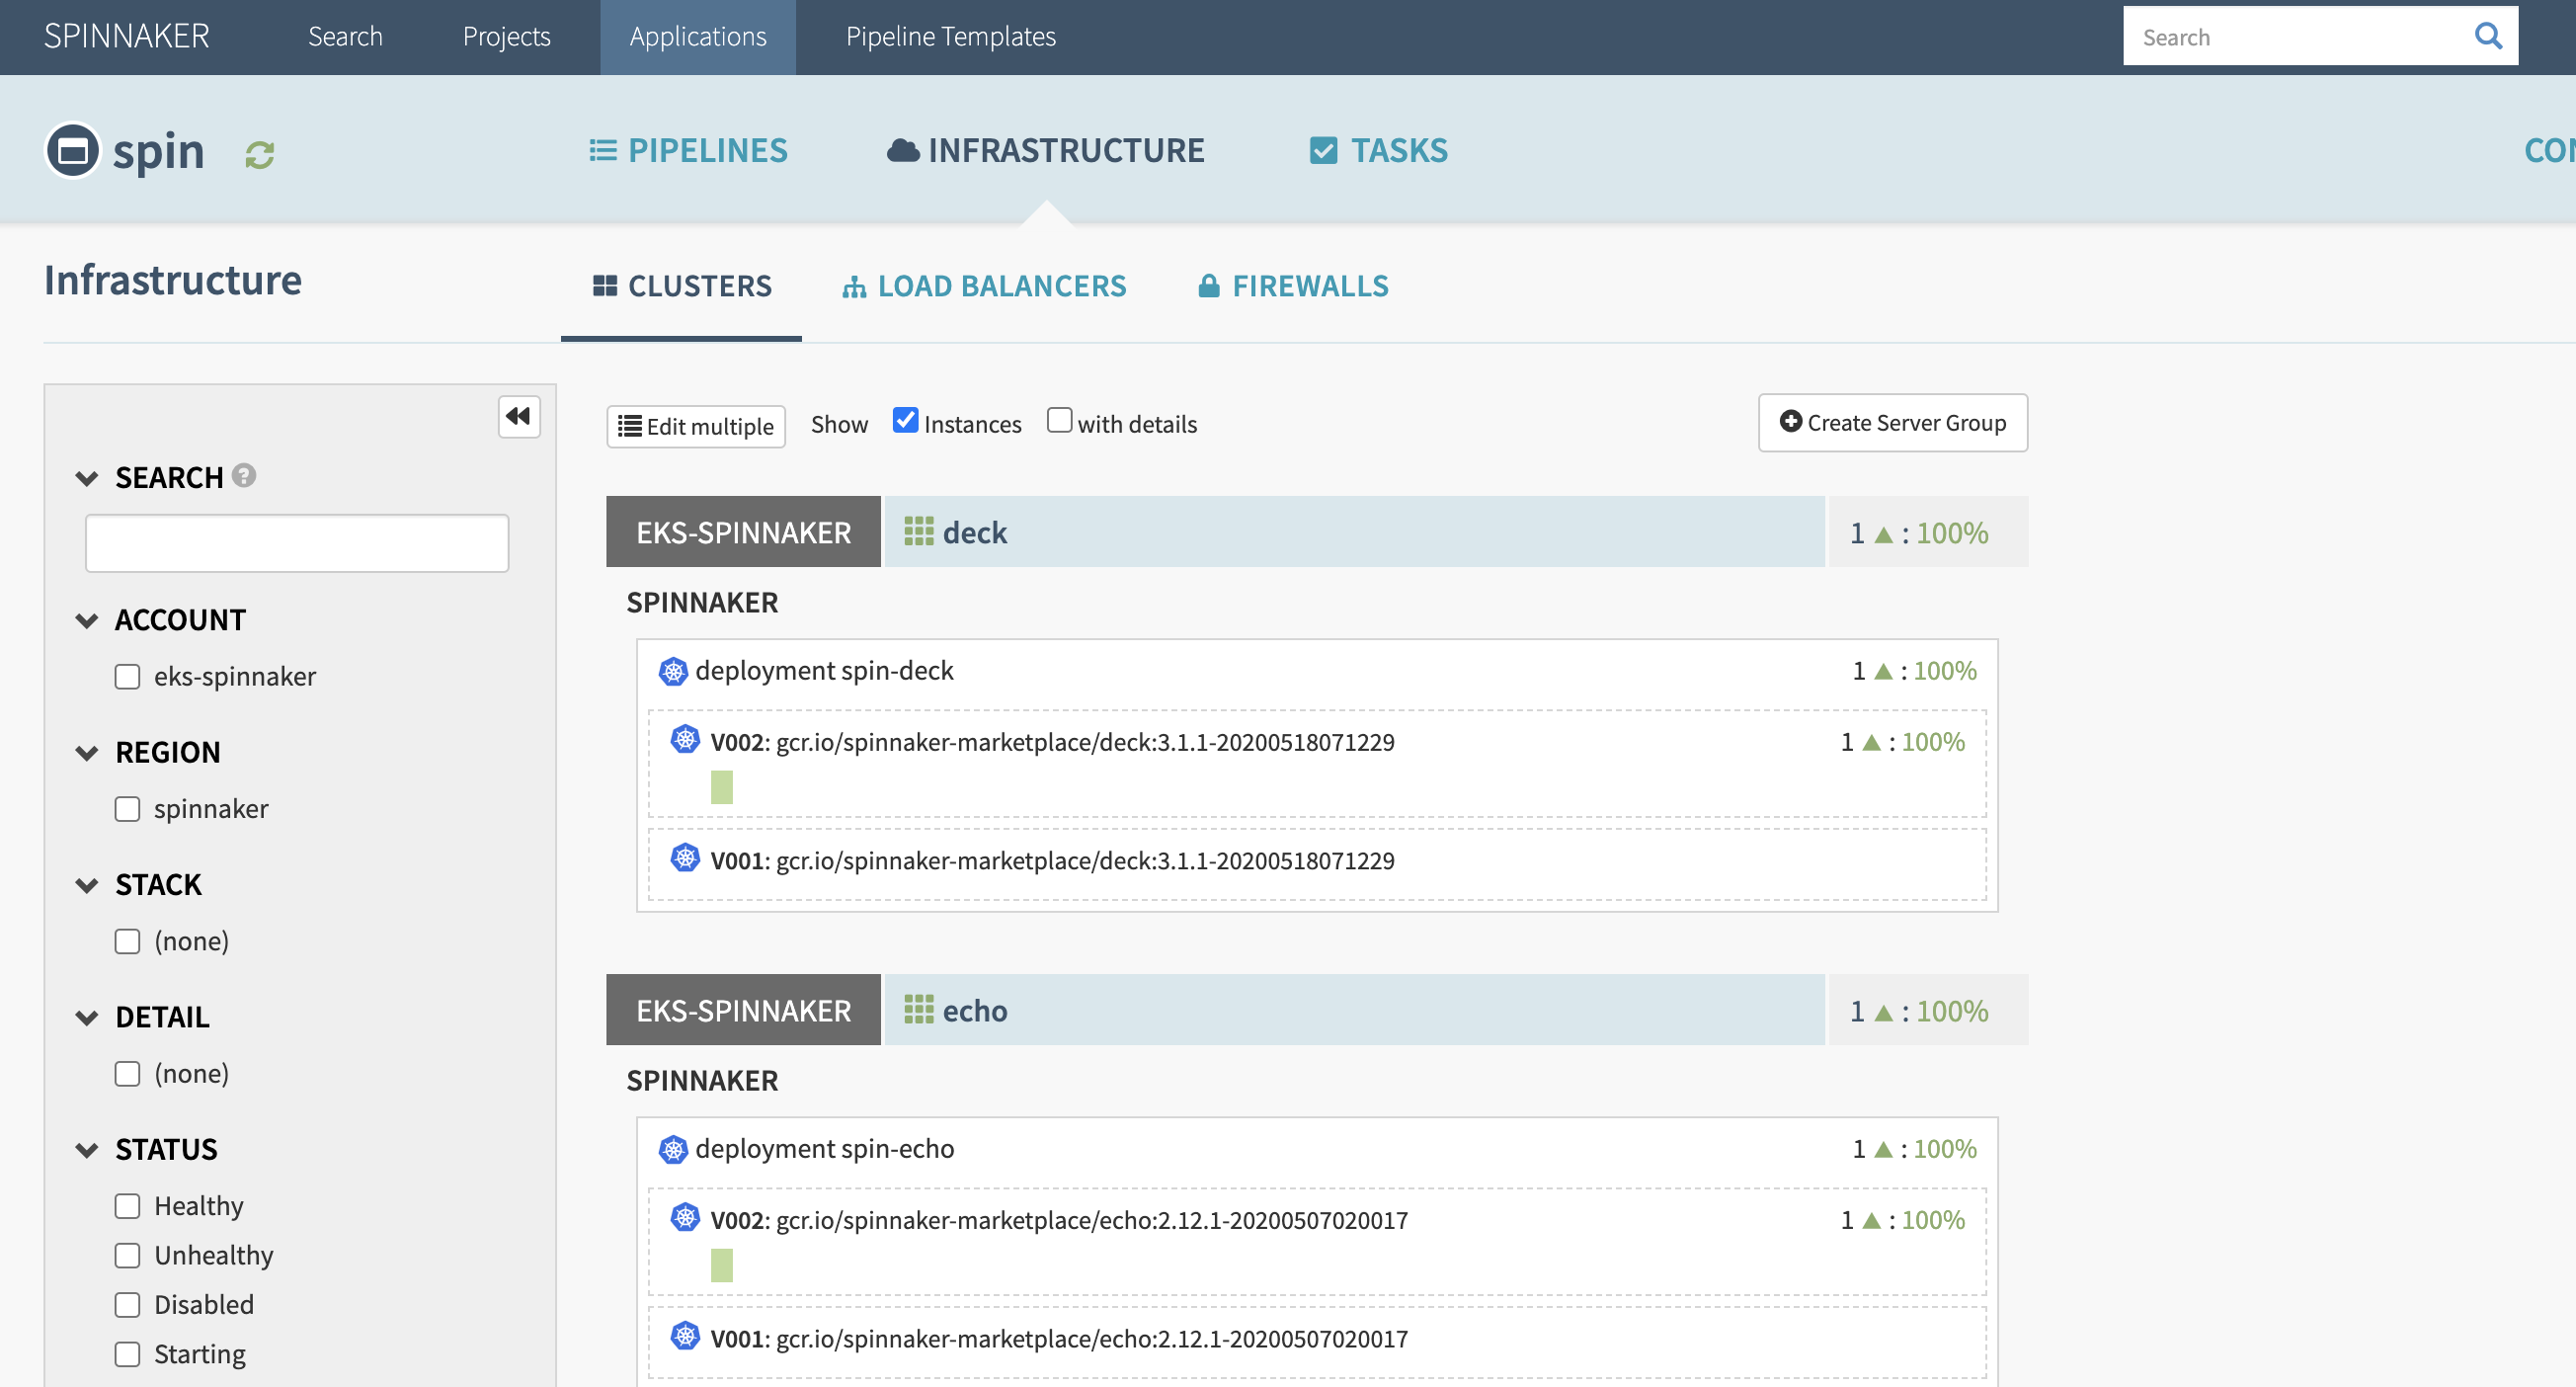 SPINNAKER Search Projects Applications Pipeline Templates Search
spin PIPELINES INFRASTRUCTURE TASKS CON
Infrastructure CLUSTERS LOAD BALANCERS FIREWALLS
Edit multiple Show Instances with details Create Server Group
SEARCH ?
ACCOUNT
eks-spinnaker
REGION
spinnaker
STACK
(none)
DETAIL
(none)
STATUS
Healthy
Unhealthy
Disabled
Starting
EKS-SPINNAKER deck 1 : 100%
SPINNAKER
deployment spin-deck 1 : 100%
V002: gcr.io/spinnaker-marketplace/deck:3.1.1-20200518071229 1 : 100%
V001: gcr.io/spinnaker-marketplace/deck:3.1.1-20200518071229
EKS-SPINNAKER echo 1 : 100%
SPINNAKER
deployment spin-echo 1 : 100%
V002: gcr.io/spinnaker-marketplace/echo:2.12.1-20200507020017 1 : 100%
V001: gcr.io/spinnaker-marketplace/echo:2.12.1-20200507020017